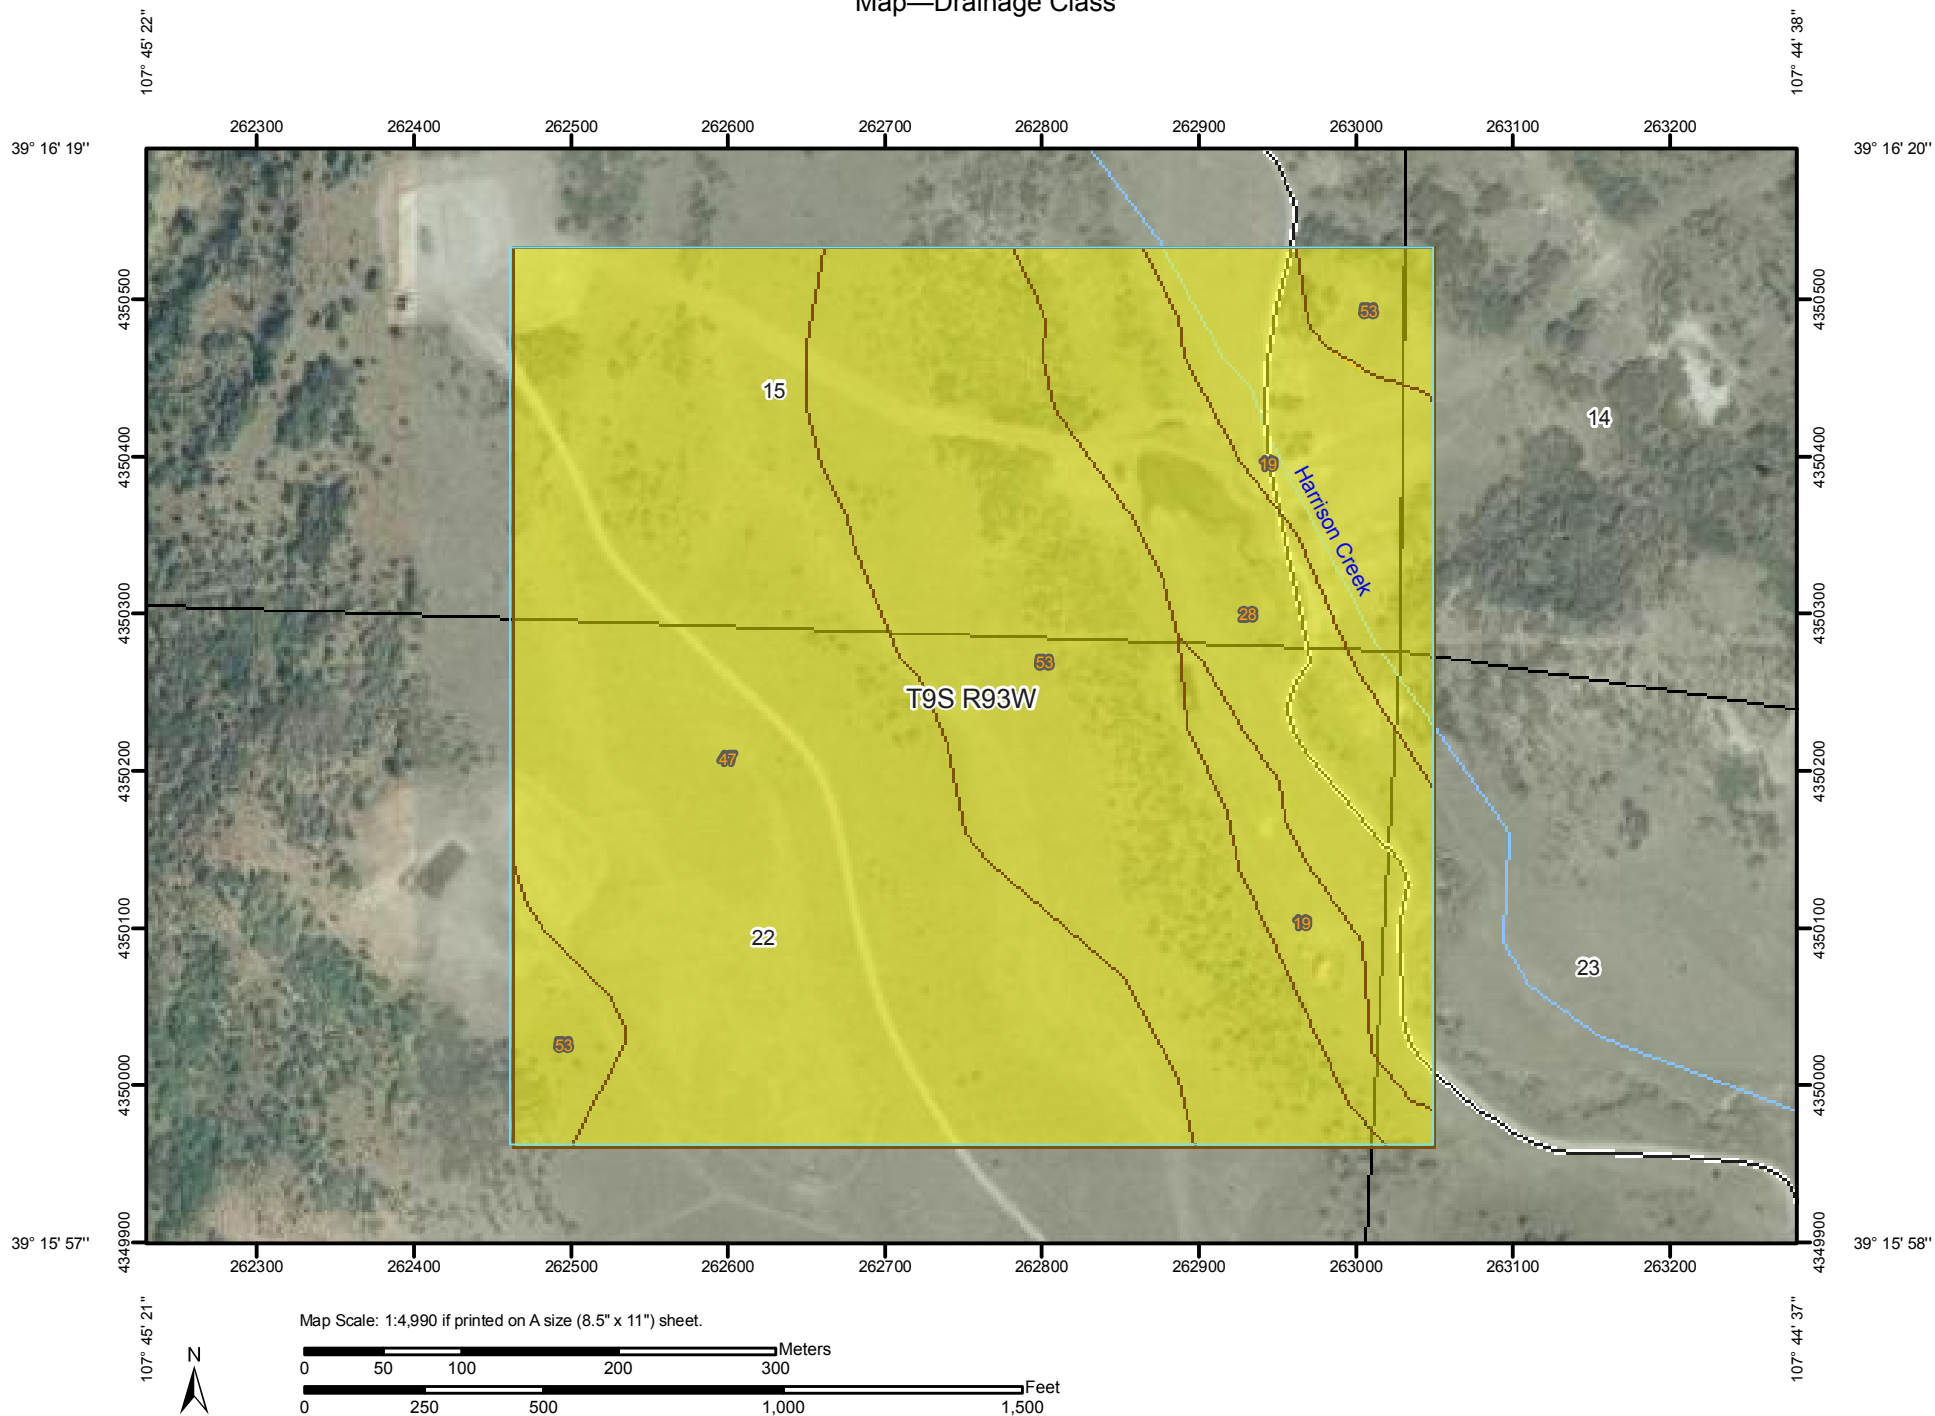 Map—Drainage Class
107° 45' 22"
107° 44' 38"
262300 262400 262500 262600 262700 262800 262900 263000 263100 263200
39° 16' 19"
39° 16' 20"
4350500
4350500
53
15
14
4350400
4350400
19
Harrison Creek
4350300
4350300
28
53
T9S R93W
47
4350200
4350200
4350100
4350100
19
22
23
53
4350000
4350000
4349900
4349900
39° 15' 57"
39° 15' 58"
262300 262400 262500 262600 262700 262800 262900 263000 263100 263200
107° 45' 21"
107° 44' 37"
Map Scale: 1:4,990 if printed on A size (8.5" x 11") sheet.
N
Meters
0 50 100 200 300
Feet
0 250 500 1,000 1,500